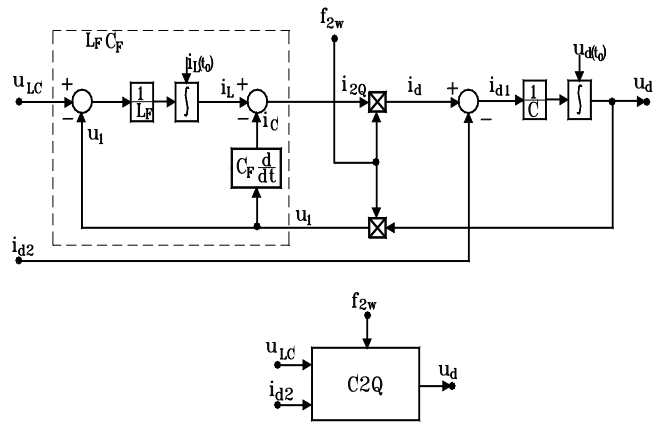 f2w
LF CF
iL(t0)
ud(t0)
uLC
+
−
1
LF
∫
iL
+
−
iC
i2Q
id
+
−
id1
1
C
∫
ud
u1
CF d
dt
u1
id2
f2w
uLC
id2
C2Q
ud